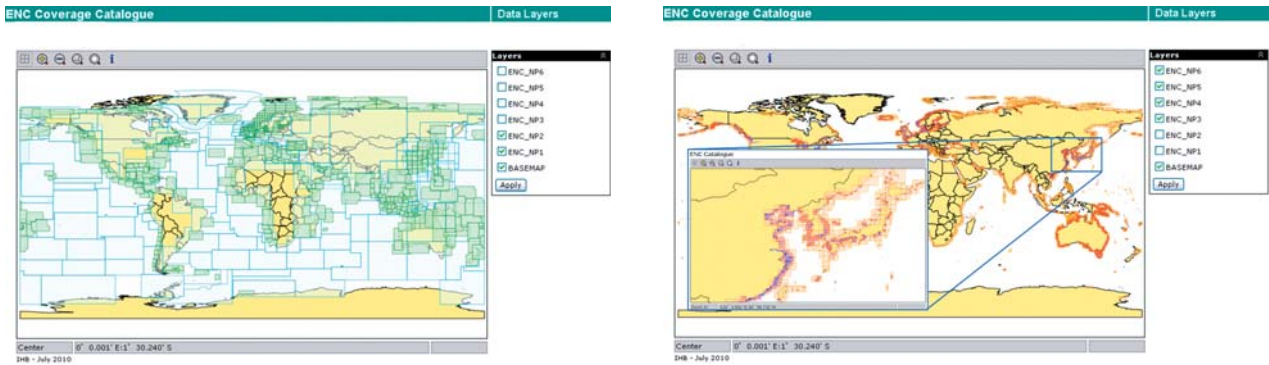 ENC Coverage Catalogue
Data Layers
Layers
ENC_NP6
ENC_NP5
ENC_NP4
ENC_NP3
ENC_NP2
ENC_NP1
BASEMAP
Apply
Center
0° 0.001' E:1° 30.240' S
IHB - July 2010
ENC Coverage Catalogue
Data Layers
Layers
ENC_NP6
ENC_NP5
ENC_NP4
ENC_NP3
ENC_NP2
ENC_NP1
BASEMAP
Apply
ENC Catalogue
Center
0° 0.001' E:1° 30.240' S
IHB - July 2010